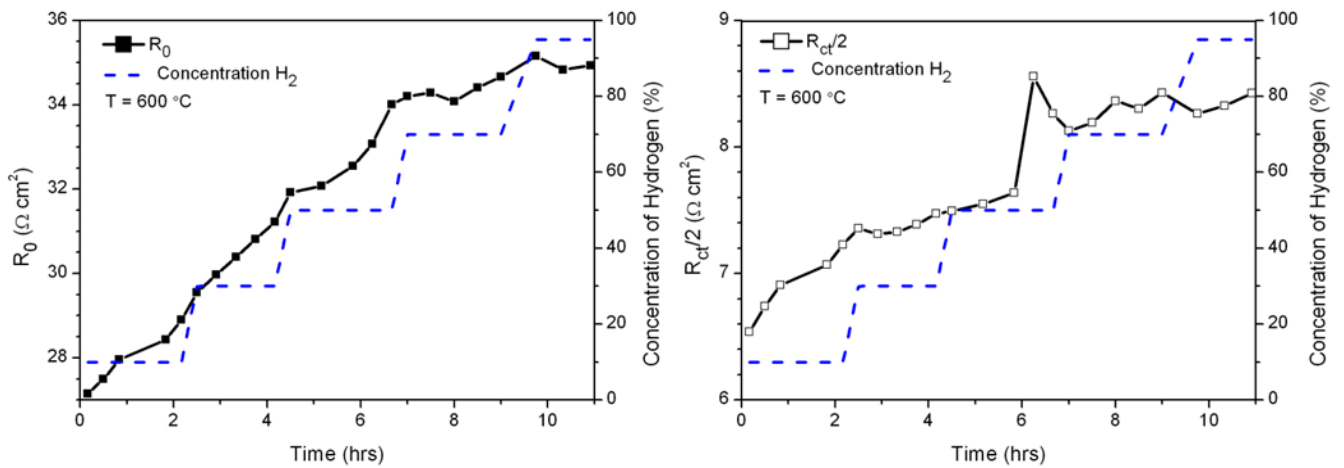 36
34
32
30
28
R₀ (Ω cm²)
R₀
Concentration H₂
T = 600 °C
100
80
60
40
20
0
Concentration of Hydrogen (%)
0 2 4 6 8 10
Time (hrs)
9
8
7
6
R_ct/2 (Ω cm²)
R_ct/2
Concentration H₂
T = 600 °C
100
80
60
40
20
0
Concentration of Hydrogen (%)
0 2 4 6 8 10
Time (hrs)